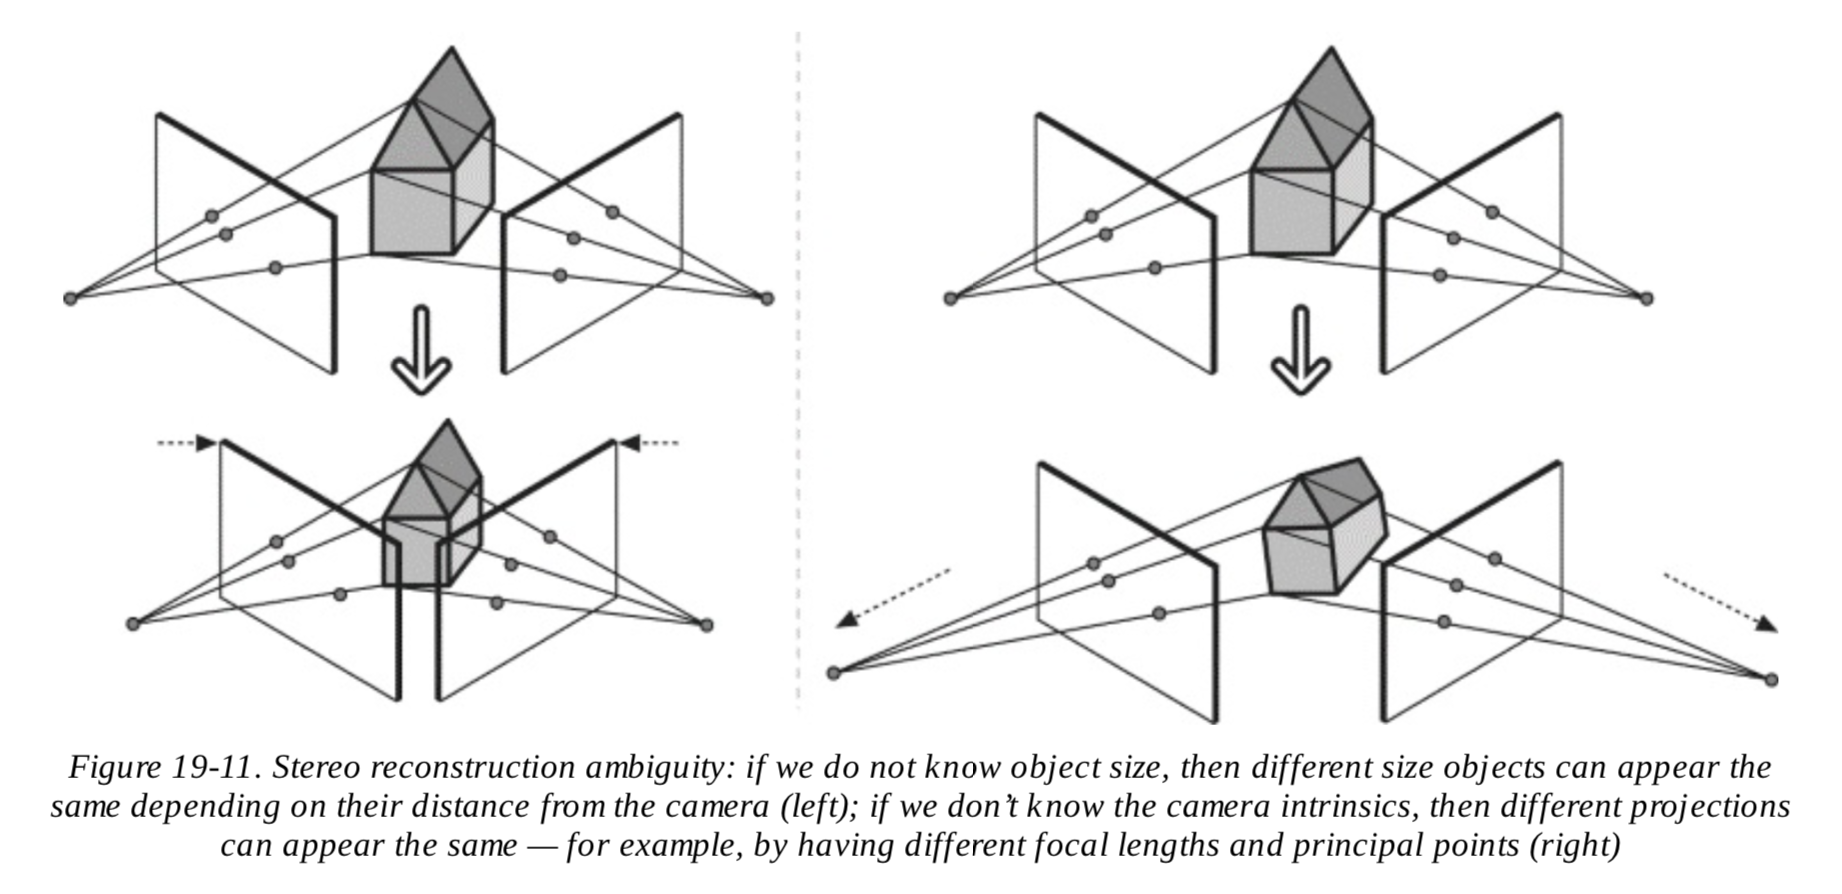 Figure 19-11. Stereo reconstruction ambiguity: if we do not know object size, then different size objects can appear the
same depending on their distance from the camera (left); if we don’t know the camera intrinsics, then different projections
can appear the same — for example, by having different focal lengths and principal points (right)